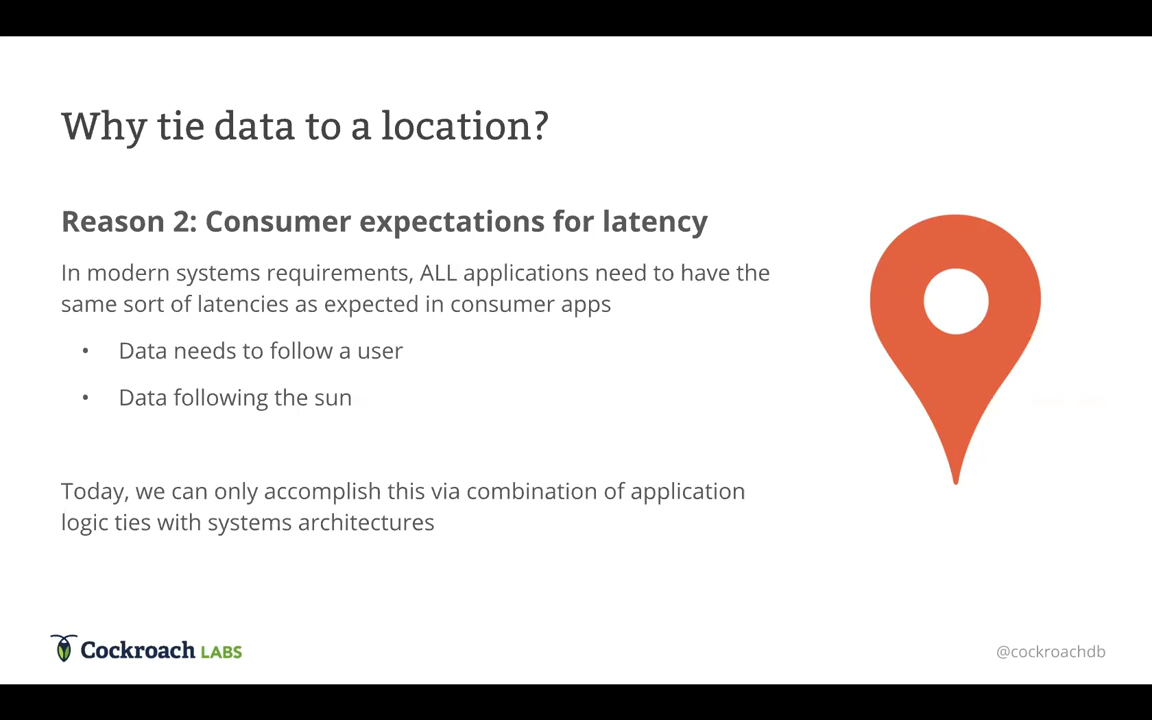 Why tie data to a location?
Reason 2: Consumer expectations for latency
In modern systems requirements, ALL applications need to have the
same sort of latencies as expected in consumer apps
• Data needs to follow a user
• Data following the sun
Today, we can only accomplish this via combination of application
logic ties with systems architectures
Cockroach LABS
@cockroachdb